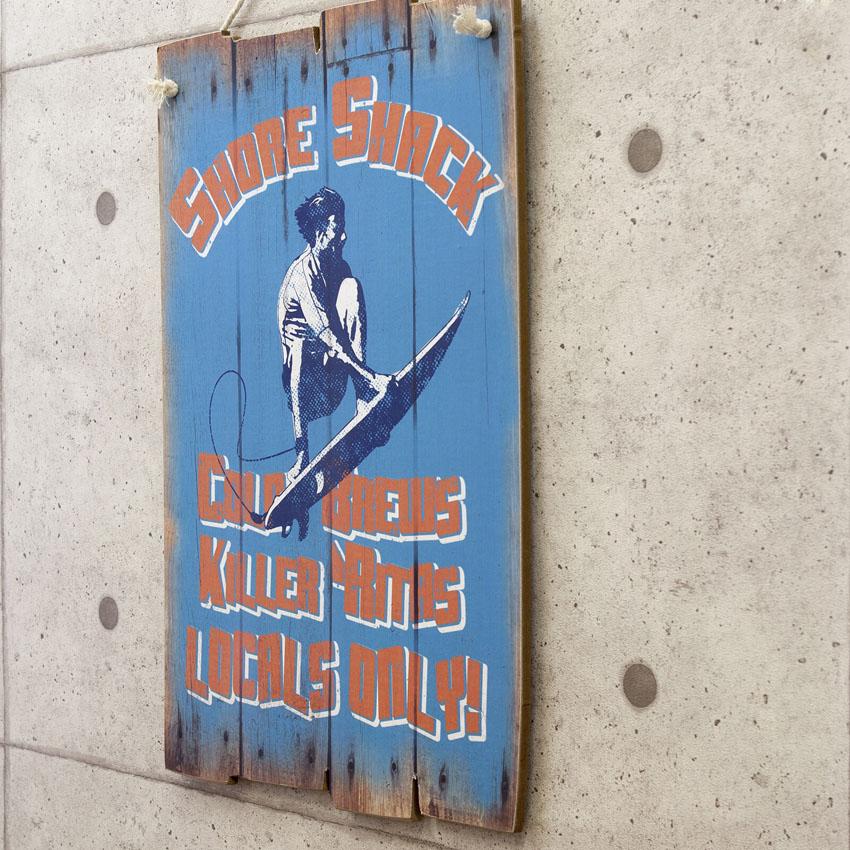 SHORE SHACK
COLD BREWS
KILLER 'RITAS
LOCALS ONLY!